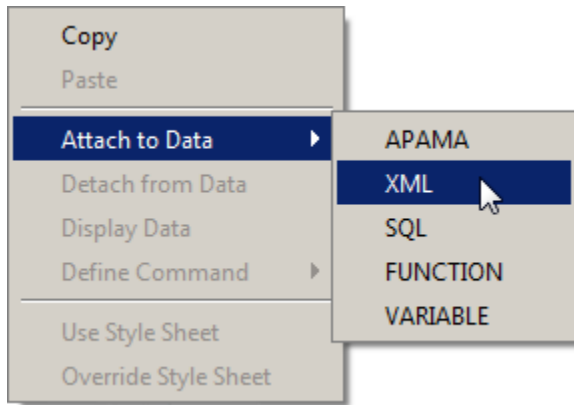 Copy
Paste
Attach to Data
Detach from Data
Display Data
Define Command
Use Style Sheet
Override Style Sheet
APAMA
XML
SQL
FUNCTION
VARIABLE